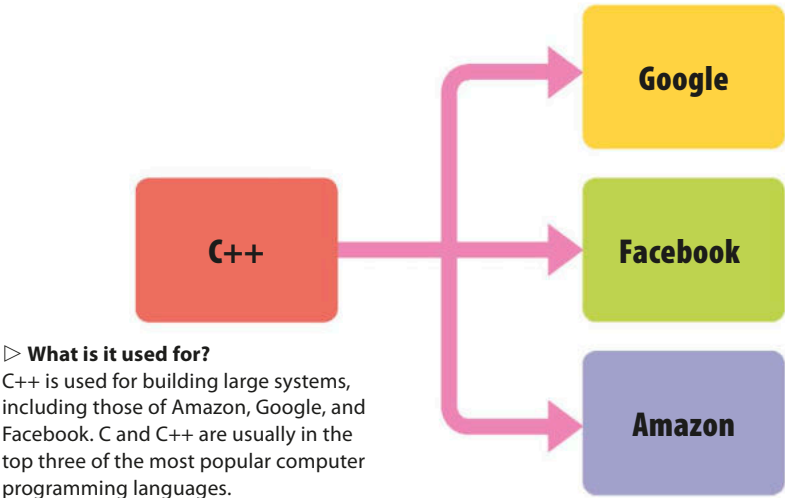 Google
C++
Facebook
Amazon
▷ What is it used for?
C++ is used for building large systems,
including those of Amazon, Google, and
Facebook. C and C++ are usually in the
top three of the most popular computer
programming languages.